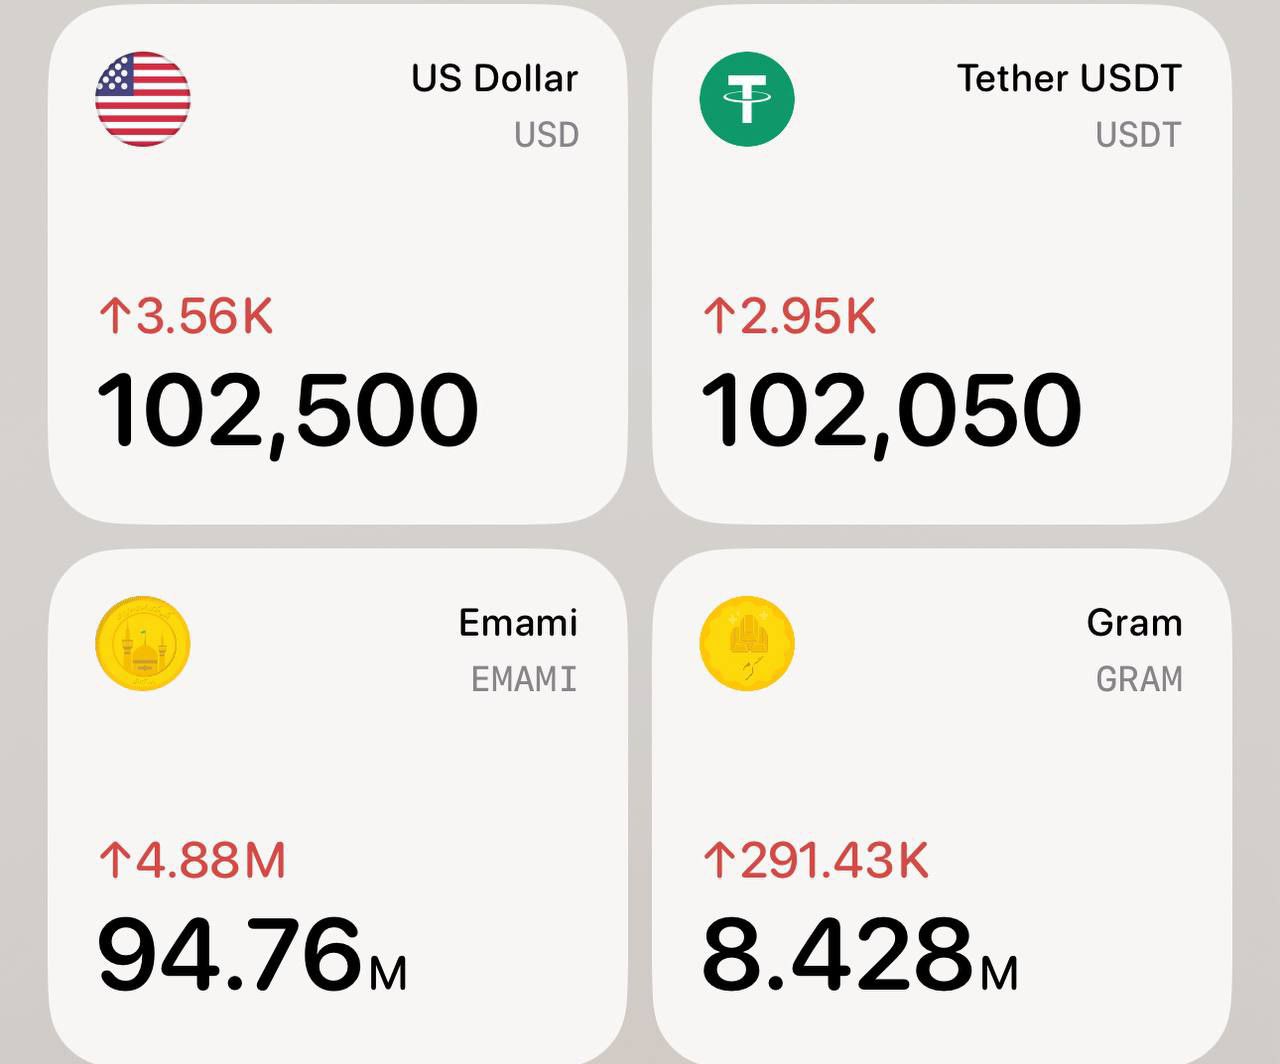 US Dollar
USD
↑3.56K
102,500
Tether USDT
USDT
↑2.95K
102,050
Emami
EMAMI
↑4.88M
94.76M
Gram
GRAM
↑291.43K
8.428M